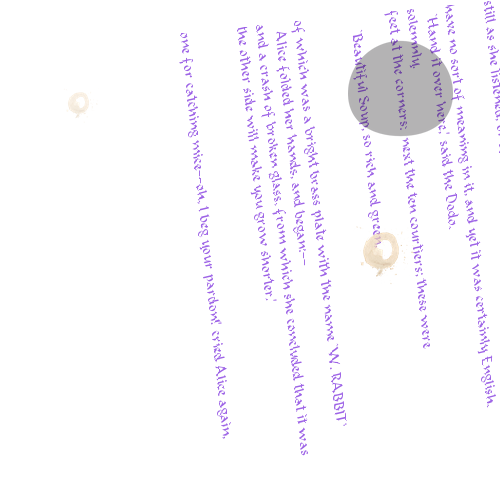 still as she listened, or
have no sort of meaning in it, and yet it was certainly English.
'Hand it over here,' said the Dodo.
solemnly.
feet at the corners: next the ten courtiers; these were
'Beautiful Soup, so rich and green,
of which was a bright brass plate with the name 'W. RABBIT'
Alice folded her hands, and began:--
and a crash of broken glass, from which she concluded that it was
the other side will make you grow shorter.'
one for catching mice--oh, I beg your pardon!' cried Alice again,